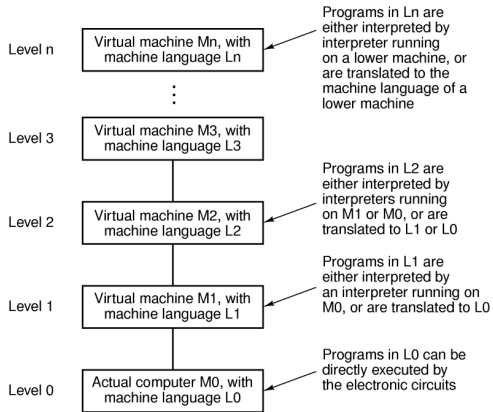 Programs in Ln are
either interpreted by
interpreter running
on a lower machine, or
are translated to the
machine language of a
lower machine
Level n
Virtual machine Mn, with
machine language Ln
Level 3
Virtual machine M3, with
machine language L3
Programs in L2 are
either interpreted by
interpreters running
on M1 or M0, or are
translated to L1 or L0
Level 2
Virtual machine M2, with
machine language L2
Programs in L1 are
either interpreted by
an interpreter running on
M0, or are translated to L0
Level 1
Virtual machine M1, with
machine language L1
Programs in L0 can be
directly executed by
the electronic circuits
Level 0
Actual computer M0, with
machine language L0